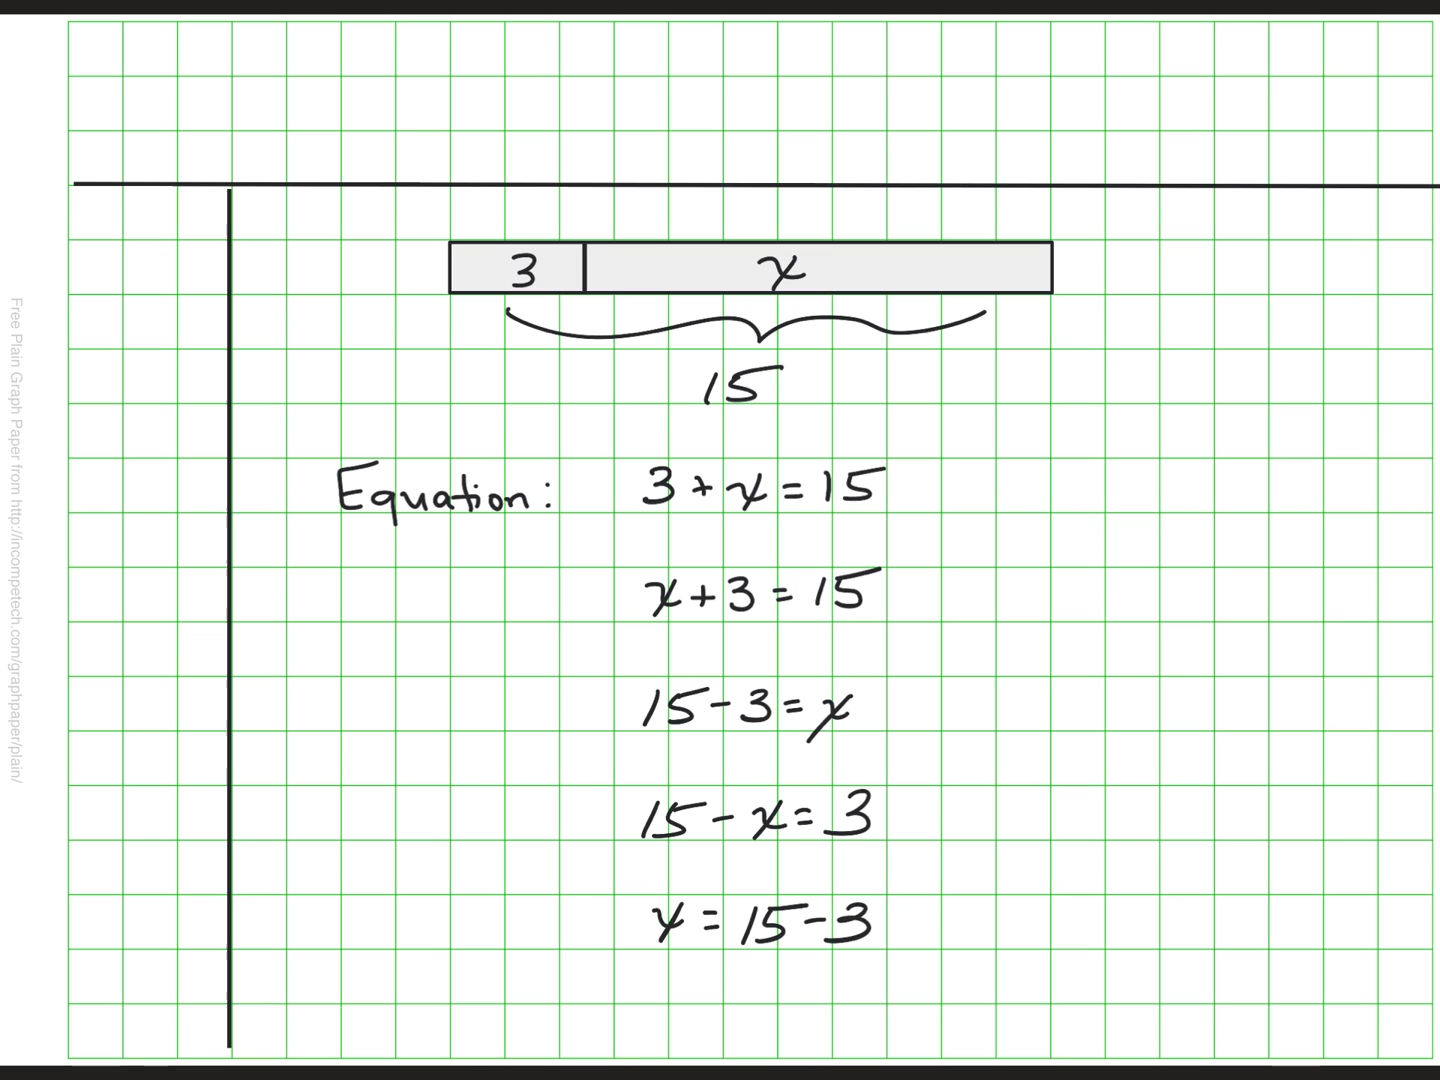 3 x
15
Equation: 3 + x = 15
x + 3 = 15
15 - 3 = x
15 - x = 3
x = 15 - 3
Free Plain Graph Paper from http://incompetech.com/graphpaper/plain/